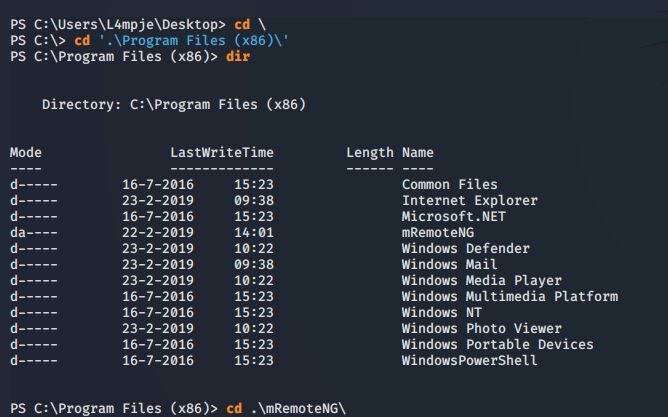 PS C:\Users\L4mpje\Desktop> cd \
PS C:\> cd '.\Program Files (x86)\'
PS C:\Program Files (x86)> dir
Directory: C:\Program Files (x86)
Mode LastWriteTime Length Name
---- ------------- ------ ----
d----- 16-7-2016 15:23 Common Files
d----- 23-2-2019 09:38 Internet Explorer
d----- 16-7-2016 15:23 Microsoft.NET
da---- 22-2-2019 14:01 mRemoteNG
d----- 23-2-2019 10:22 Windows Defender
d----- 23-2-2019 09:38 Windows Mail
d----- 23-2-2019 10:22 Windows Media Player
d----- 16-7-2016 15:23 Windows Multimedia Platform
d----- 16-7-2016 15:23 Windows NT
d----- 23-2-2019 10:22 Windows Photo Viewer
d----- 16-7-2016 15:23 Windows Portable Devices
d----- 16-7-2016 15:23 WindowsPowerShell
PS C:\Program Files (x86)> cd .\mRemoteNG\